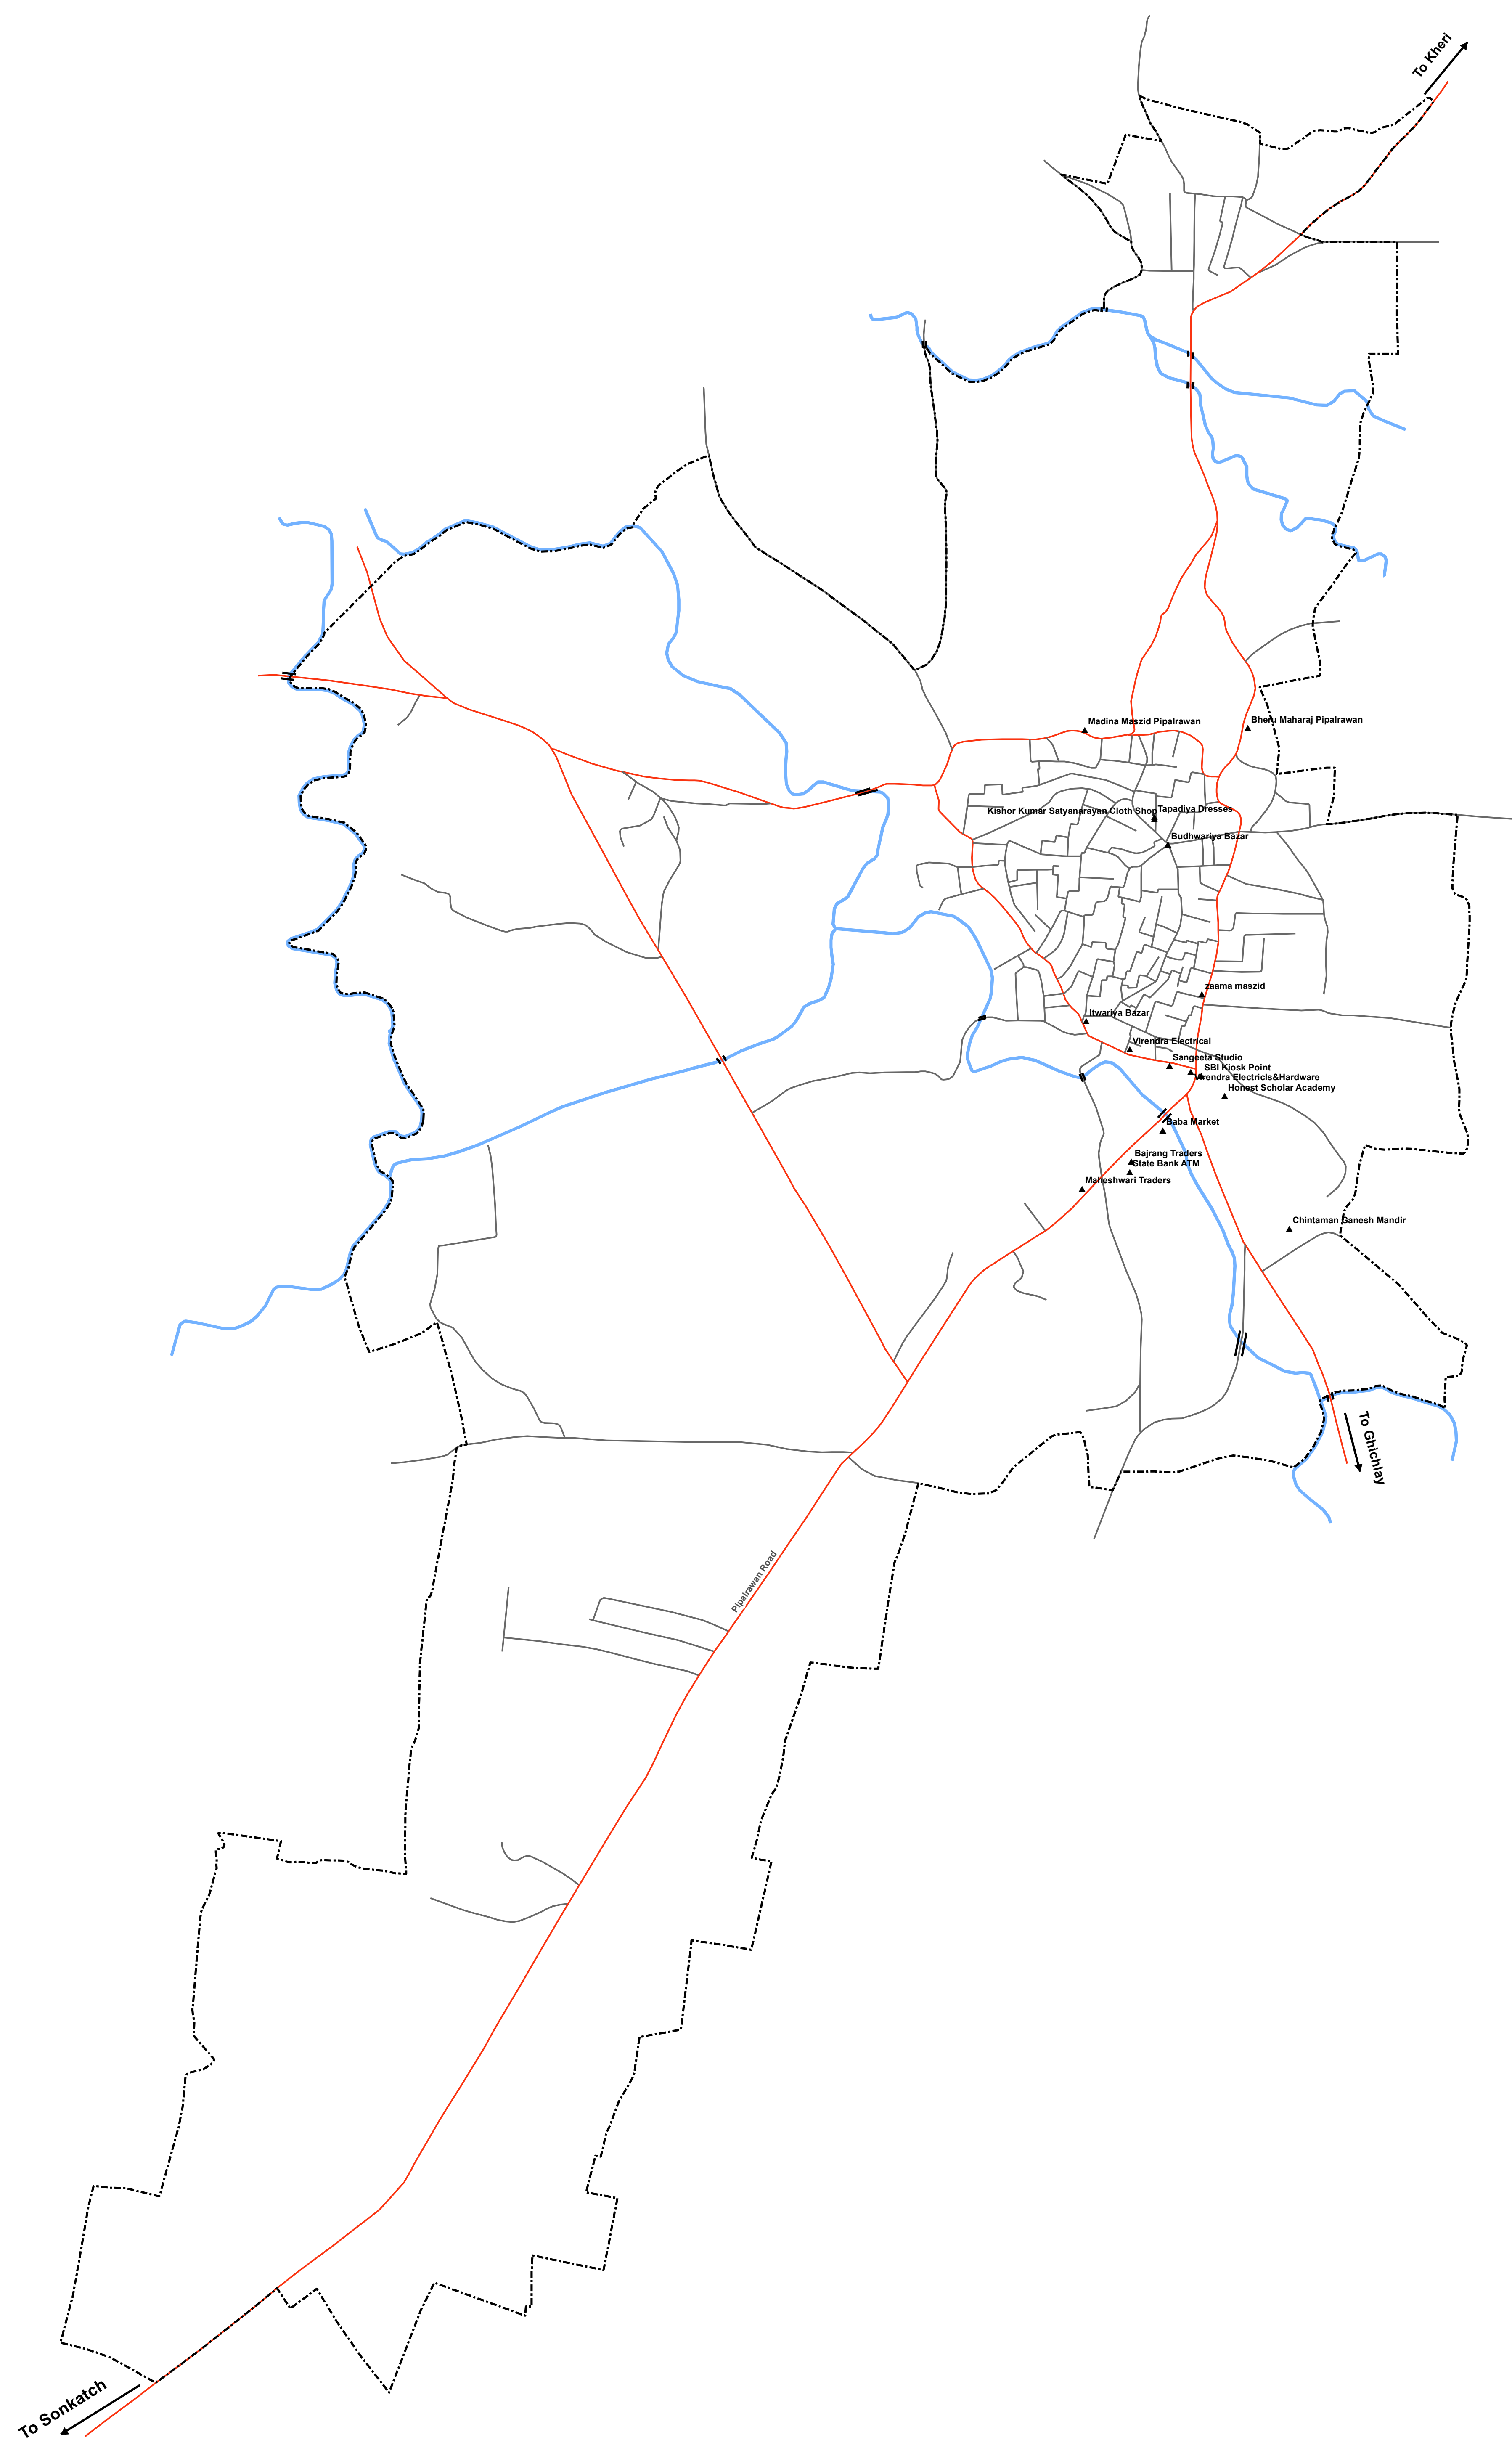 To Kheri
Madina Maszid Pipalrawan
Bheru Maharaj Pipalrawan
Kishor Kumar Satyanarayan Cloth Shop
Tapadiya Dresses
Budhwariya Bazar
zaama maszid
Itwariya Bazar
Virendra Electrical
Sangeeta Studio
SBI Kiosk Point
Virendra Electricls&Hardware
Honest Scholar Academy
Baba Market
Bajrang Traders
State Bank ATM
Maheshwari Traders
Chintaman Ganesh Mandir
To Ghichlay
Pipalrawan Road
To Sonkatch